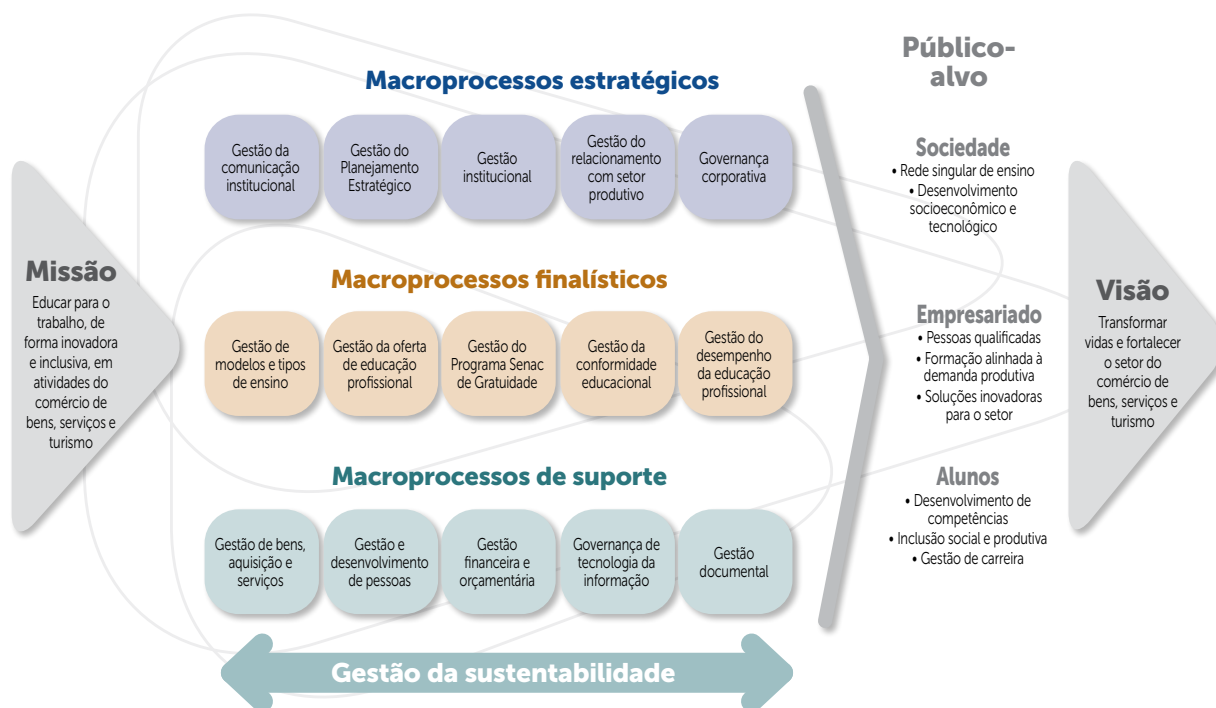 Missão
Educar para o
trabalho, de
forma inovadora
e inclusiva, em
atividades do
comércio de
bens, serviços e
turismo
Macroprocessos estratégicos
Gestão da
comunicação
institucional
Gestão do
Planejamento
Estratégico
Gestão
institucional
Gestão do
relacionamento
com setor
produtivo
Governança
corporativa
Macroprocessos finalísticos
Gestão de
modelos e tipos
de ensino
Gestão da oferta
de educação
profissional
Gestão do
Programa Senac
de Gratuidade
Gestão da
conformidade
educacional
Gestão do
desempenho
da educação
profissional
Macroprocessos de suporte
Gestão de bens,
aquisição e
serviços
Gestão e
desenvolvimento
de pessoas
Gestão
financeira e
orçamentária
Governança de
tecnologia da
informação
Gestão
documental
Gestão da sustentabilidade
Público-
alvo
Sociedade
• Rede singular de ensino
• Desenvolvimento
socioeconômico e
tecnológico
Empresariado
• Pessoas qualificadas
• Formação alinhada à
demanda produtiva
• Soluções inovadoras
para o setor
Alunos
• Desenvolvimento de
competências
• Inclusão social e produtiva
• Gestão de carreira
Visão
Transformar
vidas e fortalecer
o setor do
comércio de
bens, serviços e
turismo